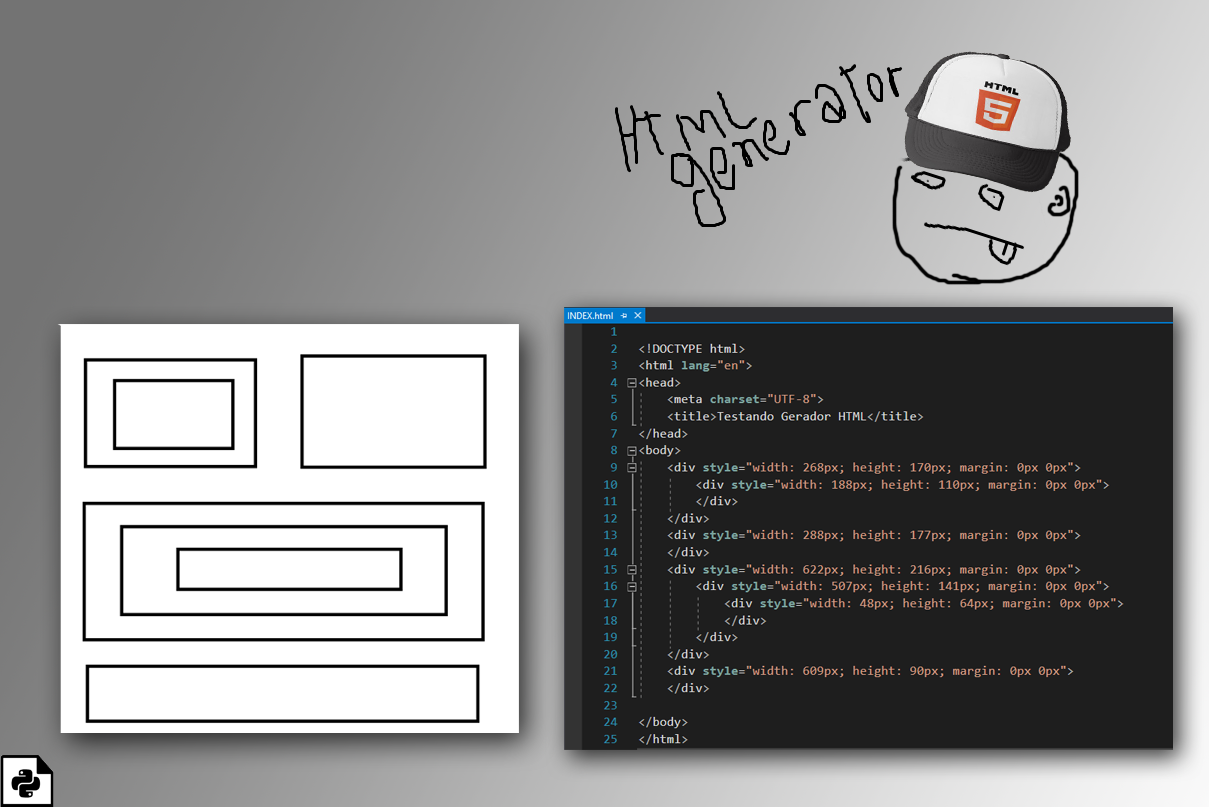 HTML
generator
HTML
5
INDEX.html
1
2 <!DOCTYPE html>
3 <html lang="en">
4 <head>
5 <meta charset="UTF-8">
6 <title>Testando Gerador HTML</title>
7 </head>
8 <body>
9 <div style="width: 268px; height: 170px; margin: 0px 0px">
10 <div style="width: 188px; height: 110px; margin: 0px 0px">
11 </div>
12 </div>
13 <div style="width: 288px; height: 177px; margin: 0px 0px">
14 </div>
15 <div style="width: 622px; height: 216px; margin: 0px 0px">
16 <div style="width: 507px; height: 141px; margin: 0px 0px">
17 <div style="width: 48px; height: 64px; margin: 0px 0px">
18 </div>
19 </div>
20 </div>
21 <div style="width: 609px; height: 90px; margin: 0px 0px">
22 </div>
23
24 </body>
25 </html>